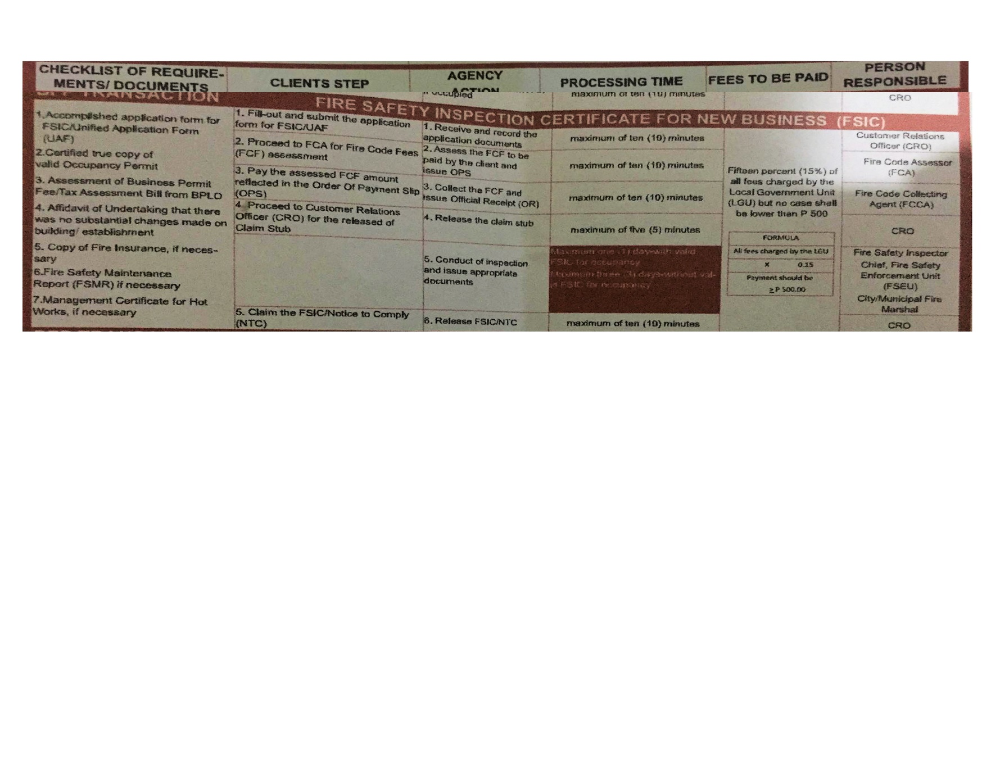 CHECKLIST OF REQUIRE-
MENTS/ DOCUMENTS
CLIENTS STEP
AGENCY
ACTION
PROCESSING TIME
FEES TO BE PAID
PERSON
RESPONSIBLE
TRANSACTION
if occupied
maximum of ten (10) minutes
CRO
FIRE SAFETY INSPECTION CERTIFICATE FOR NEW BUSINESS (FSIC)
1.Accomplished application form for
FSIC/Unified Application Form
(UAF)
2.Certified true copy of
valid Occupancy Permit
3. Assessment of Business Permit
Fee/Tax Assessment Bill from BPLO
4. Affidavit of Undertaking that there
was no substantial changes made on
building/ establishment
5. Copy of Fire Insurance, if neces-
sary
6.Fire Safety Maintenance
Report (FSMR) if necessary
7.Management Certificate for Hot
Works, if necessary
1. Fill-out and submit the application
form for FSIC/UAF
2. Proceed to FCA for Fire Code Fees
(FCF) assessment
3. Pay the assessed FCF amount
reflected in the Order Of Payment Slip
(OPS)
4. Proceed to Customer Relations
Officer (CRO) for the released of
Claim Stub
5. Claim the FSIC/Notice to Comply
(NTC)
1. Receive and record the
application documents
2. Assess the FCF to be
paid by the client and
issue OPS
3. Collect the FCF and
issue Official Receipt (OR)
4. Release the claim stub
5. Conduct of inspection
and issue appropriate
documents
6. Release FSIC/NTC
maximum of ten (10) minutes
maximum of ten (10) minutes
maximum of ten (10) minutes
maximum of five (5) minutes
Maximum one (1) day-with valid
FSIC for occupancy
Maximum three (3) days-without val-
id FSIC for occupancy
maximum of ten (10) minutes
Fifteen percent (15%) of
all fees charged by the
Local Government Unit
(LGU) but no case shall
be lower than P 500
FORMULA
All fees charged by the LGU
X 0.15
Payment should be
≥ P 500.00
Customer Relations
Officer (CRO)
Fire Code Assessor
(FCA)
Fire Code Collecting
Agent (FCCA)
CRO
Fire Safety Inspector
Chief, Fire Safety
Enforcement Unit
(FSEU)
City/Municipal Fire
Marshal
CRO